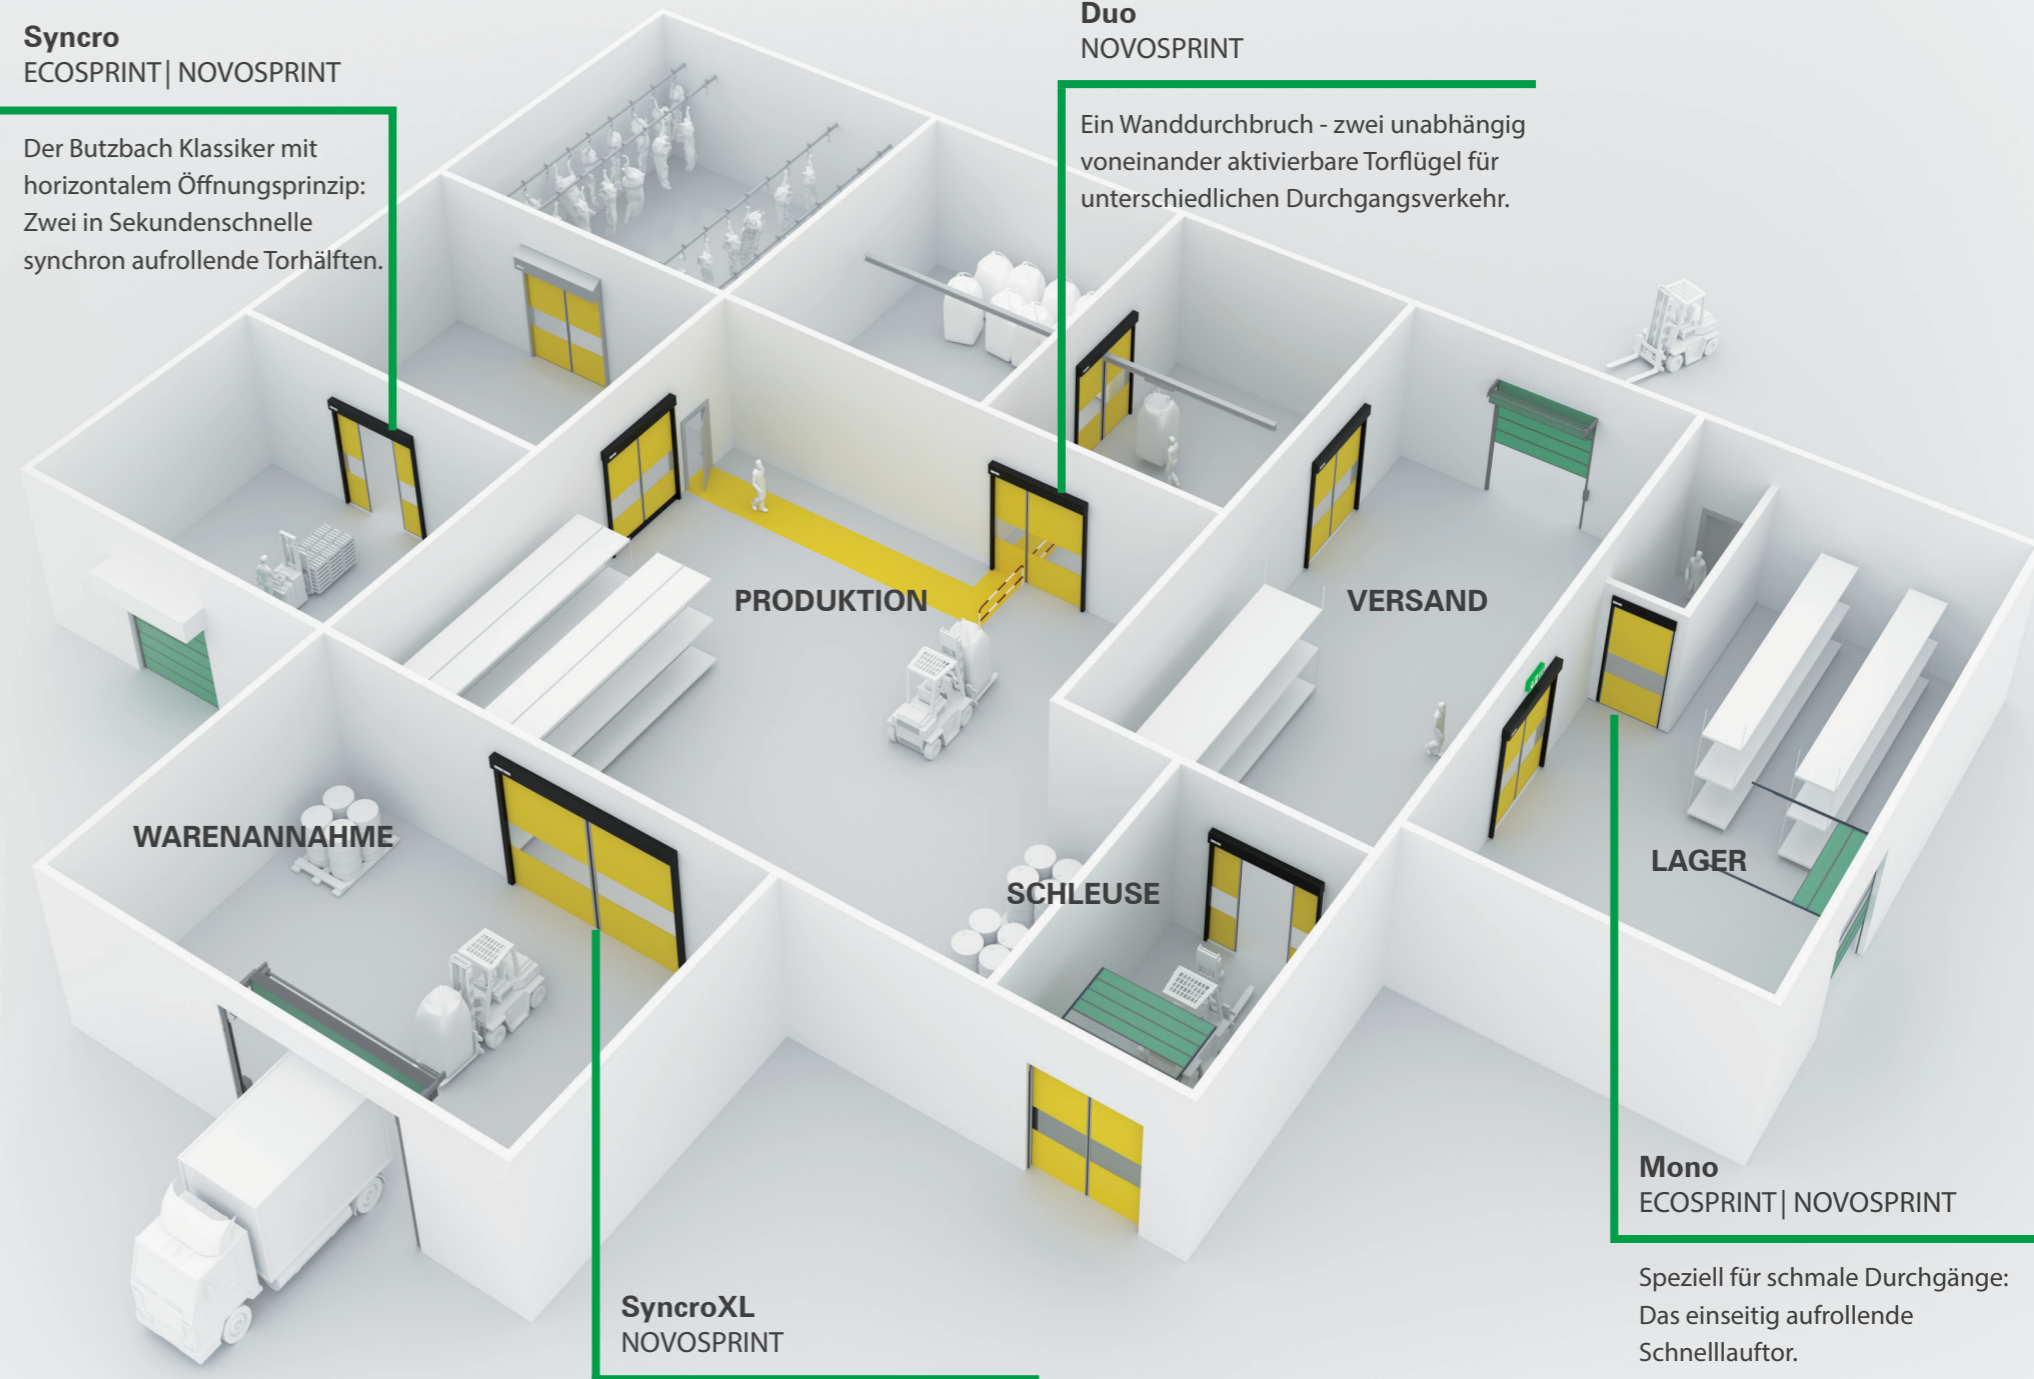 Syncro
ECOSPRINT | NOVOSPRINT
Der Butzbach Klassiker mit
horizontalem Öffnungsprinzip:
Zwei in Sekundenschnelle
synchron aufrollende Torhälften.
Duo
NOVOSPRINT
Ein Wanddurchbruch - zwei unabhängig
voneinander aktivierbare Torflügel für
unterschiedlichen Durchgangsverkehr.
PRODUKTION
VERSAND
WARENANNAHME
SCHLEUSE
LAGER
Mono
ECOSPRINT | NOVOSPRINT
Speziell für schmale Durchgänge:
Das einseitig aufrollende
Schnelllauftor.
SyncroXL
NOVOSPRINT